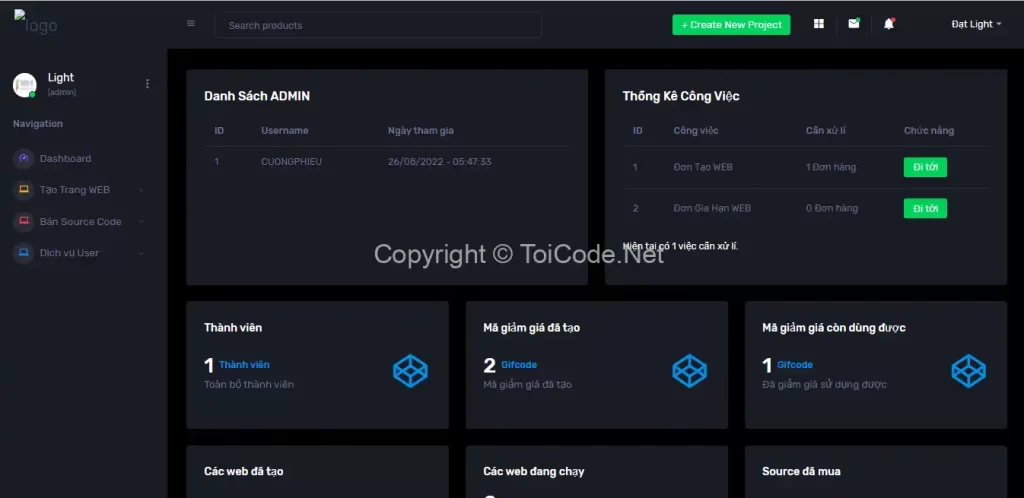 logo
Search products
+ Create New Project
Đạt Light
Light
[admin]
Navigation
Dashboard
Tạo Trang WEB
Bán Source Code
Dịch vụ User
Danh Sách ADMIN
ID Username Ngày tham gia
1 CUONGPHIEU 26/08/2022 - 05:47:33
Thống Kê Công Việc
ID Công việc Cần xử lí Chức năng
1 Đơn Tạo WEB 1 Đơn hàng Đi tới
2 Đơn Gia Hạn WEB 0 Đơn hàng Đi tới
Hiện tại có 1 việc cần xử lí.
Copyright © ToiCode.Net
Thành viên
1 Thành viên
Toàn bộ thành viên
Mã giảm giá đã tạo
2 Gifcode
Mã giảm giá đã tạo
Mã giảm giá còn dùng được
1 Gifcode
Đã giảm giá sử dụng được
Các web đã tạo
Các web đang chạy
Source đã mua